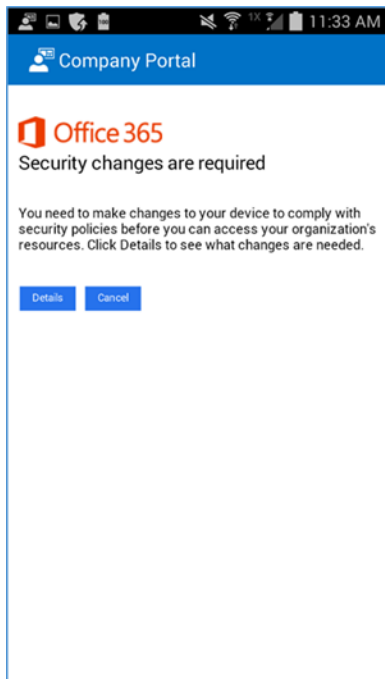 1X 11:33 AM
Company Portal
Office 365
Security changes are required
You need to make changes to your device to comply with
security policies before you can access your organization's
resources. Click Details to see what changes are needed.
Details Cancel